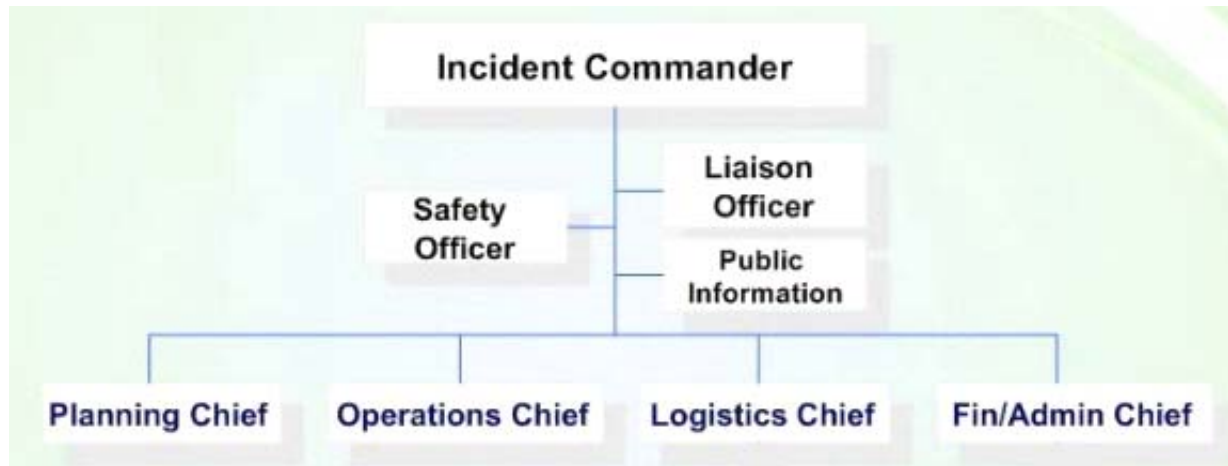 Incident Commander
Liaison
Officer
Safety
Officer
Public
Information
Planning Chief
Operations Chief
Logistics Chief
Fin/Admin Chief